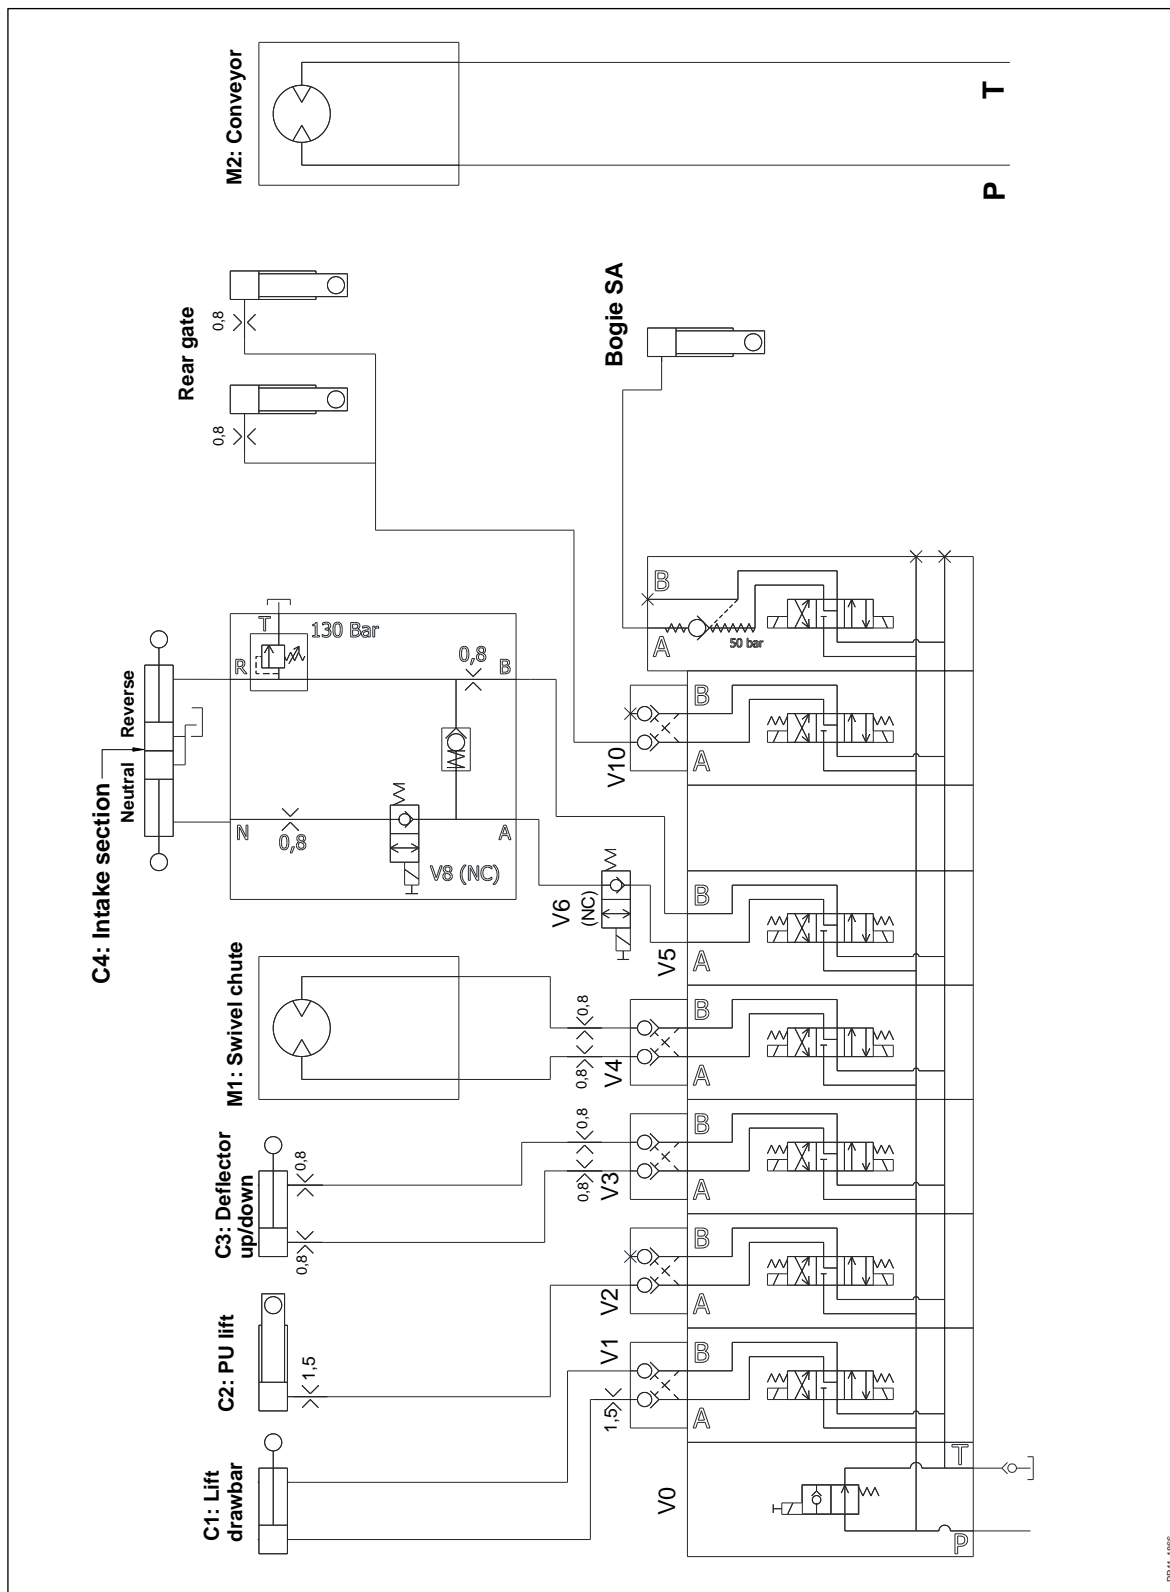 M2: Conveyor
T
P
Rear gate
0,8
0,8
Bogie SA
C4: Intake section
Neutral
Reverse
T
130 Bar
R
0,8
B
N
0,8
V8 (NC)
A
V6
(NC)
M1: Swivel chute
0,8
0,8
C3: Deflector
up/down
0,8
0,8
0,8
0,8
C2: PU lift
1,5
C1: Lift
drawbar
1,5
V1
V2
V3
V4
V5
V10
A
B
A
B
A
B
A
B
A
B
A
B
A
B
50 bar
V0
P
T